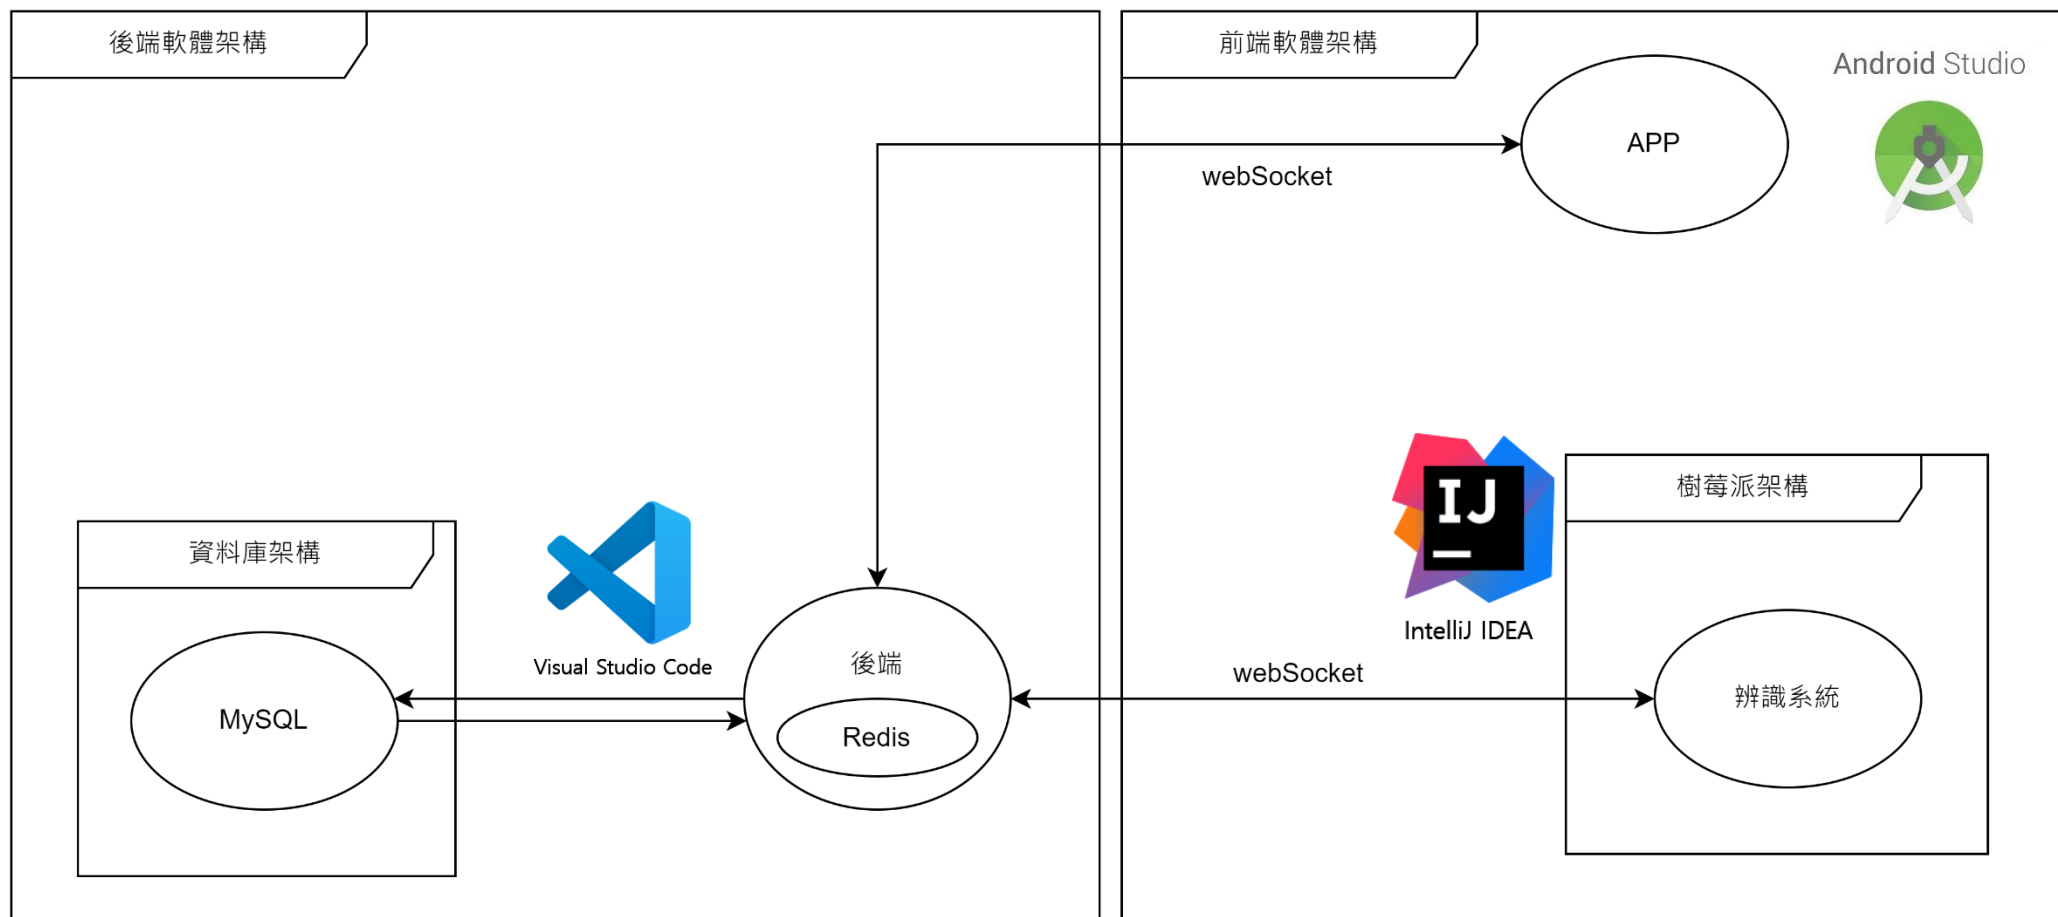 後端軟體架構
前端軟體架構
Android Studio
APP
webSocket
IJ
樹莓派架構
資料庫架構
IntelliJ IDEA
Visual Studio Code
後端
webSocket
辨識系統
MySQL
Redis